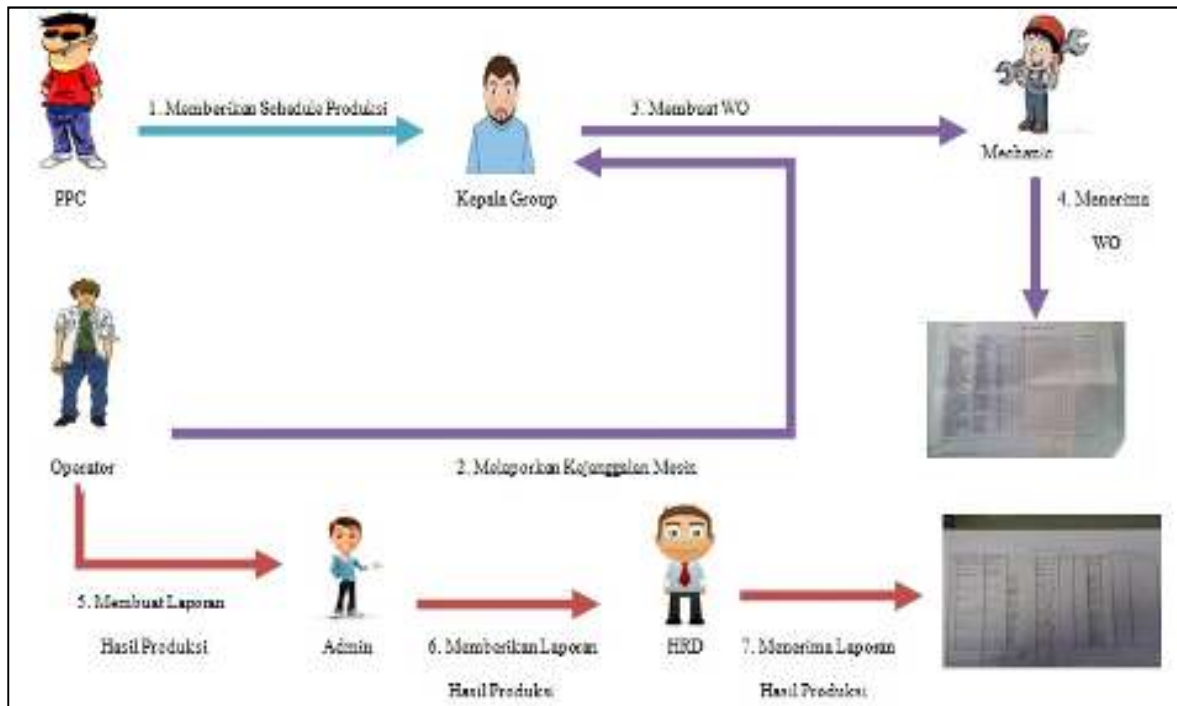 1. Memberikan Schedule Produksi
3. Membuat WO
Mechanic
PPC
Kepala Group
4. Menerima
WO
Operator
2. Melaporkan Kejanggalan Mesin
5. Membuat Laporan
Hasil Produksi
Admin
6. Memberikan Laporan
Hasil Produksi
HRD
7. Menerima Laporan
Hasil Produksi